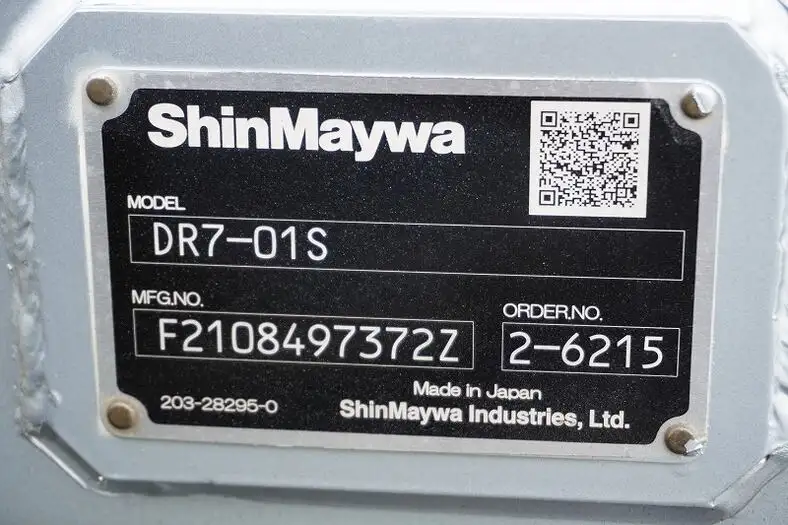 ShinMaywa
MODEL
DR7-01S
MFG.NO.
F2108497372Z
ORDER.NO.
2-6215
203-28295-0
Made in Japan
ShinMaywa Industries, Ltd.